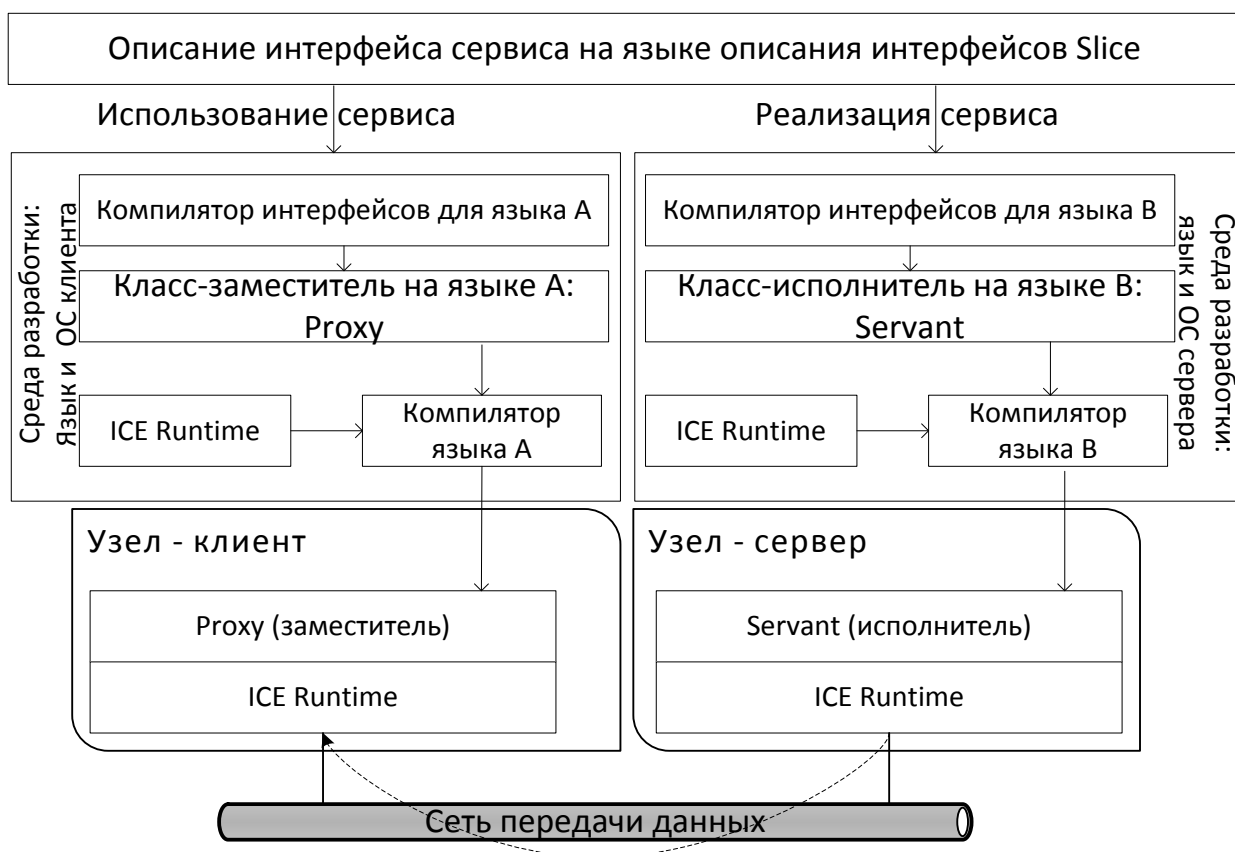 Описание интерфейса сервиса на языке описания интерфейсов Slice
Использование сервиса
Реализация сервиса
Среда разработки:
Язык и ОС клиента
Компилятор интерфейсов для языка А
Класс-заместитель на языке А:
Proxy
ICE Runtime
Компилятор
языка А
Компилятор интерфейсов для языка В
Класс-исполнитель на языке В:
Servant
ICE Runtime
Компилятор
языка В
Среда разработки:
язык и ОС сервера
Узел - клиент
Proxy (заместитель)
ICE Runtime
Узел - сервер
Servant (исполнитель)
ICE Runtime
Сеть передачи данных